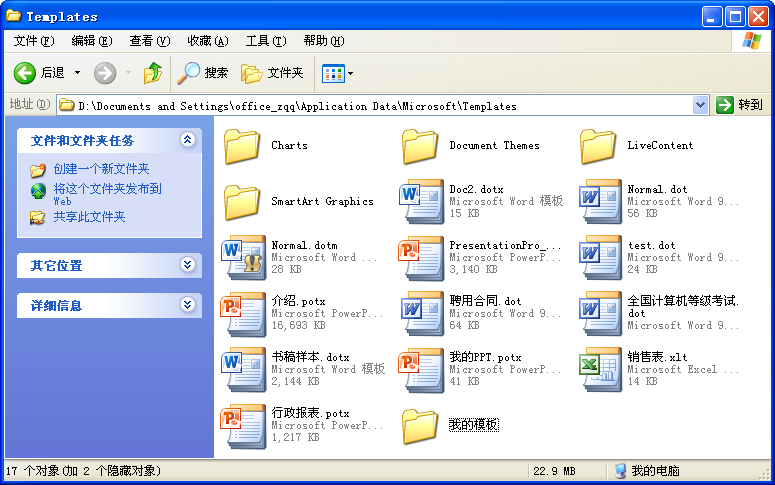 Templates
文件(F) 编辑(E) 查看(V) 收藏(A) 工具(T) 帮助(H)
后退 搜索 文件夹
地址(D) D:\Documents and Settings\office_zqq\Application Data\Microsoft\Templates 转到
文件和文件夹任务
创建一个新文件夹
将这个文件夹发布到
Web
共享此文件夹
其它位置
详细信息
Charts
Document Themes
LiveContent
SmartArt Graphics
Doc2.dotx
Microsoft Word 模板
15 KB
Normal.dot
Microsoft Word 9...
56 KB
Normal.dotm
Microsoft Word ...
28 KB
PresentationPro_...
Microsoft PowerP...
3,140 KB
test.dot
Microsoft Word 9...
24 KB
介绍.potx
Microsoft PowerP...
16,693 KB
聘用合同.dot
Microsoft Word 9...
64 KB
全国计算机等级考试.
dot
Microsoft Word 9...
书稿样本.dotx
Microsoft Word 模板
2,144 KB
我的PPT.potx
Microsoft PowerP...
41 KB
销售表.xlt
Microsoft Excel ...
14 KB
行政报表.potx
Microsoft PowerP...
1,217 KB
我的模板
17 个对象(加 2 个隐藏对象) 22.9 MB 我的电脑